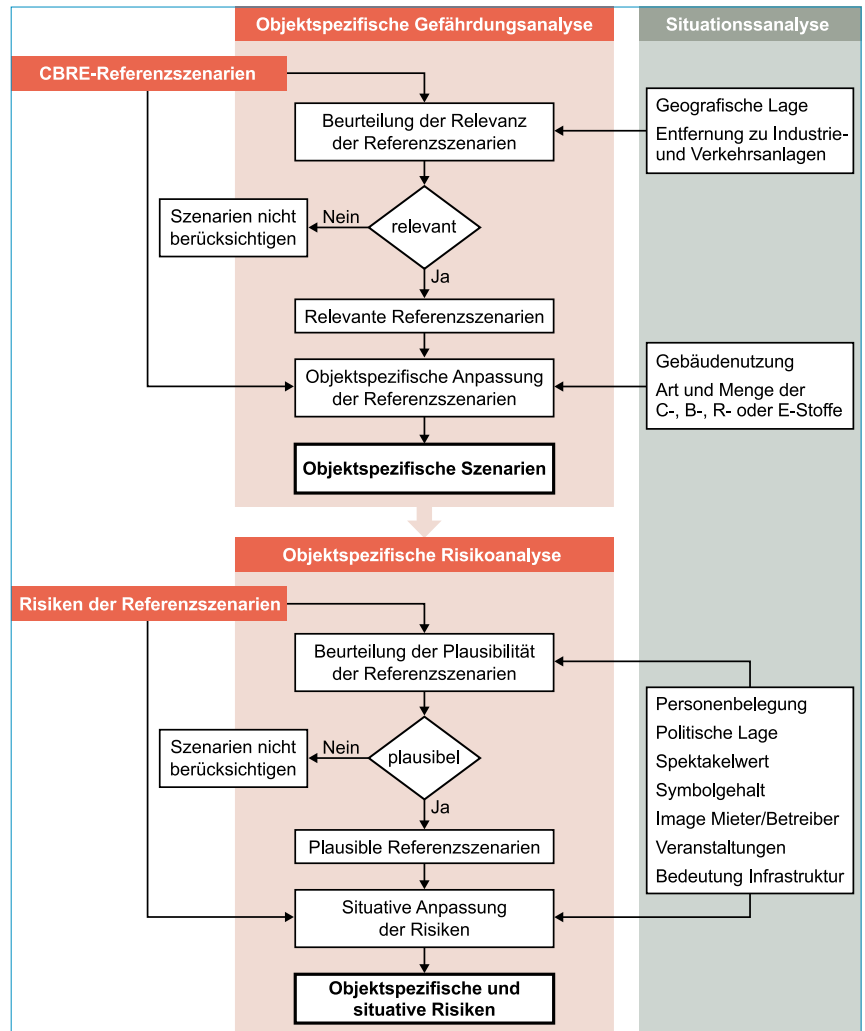 Objektspezifische Gefährdungsanalyse
Situationssanalyse
CBRE-Referenzszenarien
Beurteilung der Relevanz
der Referenzszenarien
Geografische Lage
Entfernung zu Industrie-
und Verkehrsanlagen
Szenarien nicht
berücksichtigen
Nein
relevant
Ja
Relevante Referenzszenarien
Objektspezifische Anpassung
der Referenzszenarien
Gebäudenutzung
Art und Menge der
C-, B-, R- oder E-Stoffe
Objektspezifische Szenarien
Objektspezifische Risikoanalyse
Risiken der Referenzszenarien
Beurteilung der Plausibilität
der Referenzszenarien
Szenarien nicht
berücksichtigen
Nein
plausibel
Ja
Personenbelegung
Politische Lage
Spektakelwert
Symbolgehalt
Image Mieter/Betreiber
Veranstaltungen
Bedeutung Infrastruktur
Plausible Referenzszenarien
Situative Anpassung
der Risiken
Objektspezifische und
situative Risiken